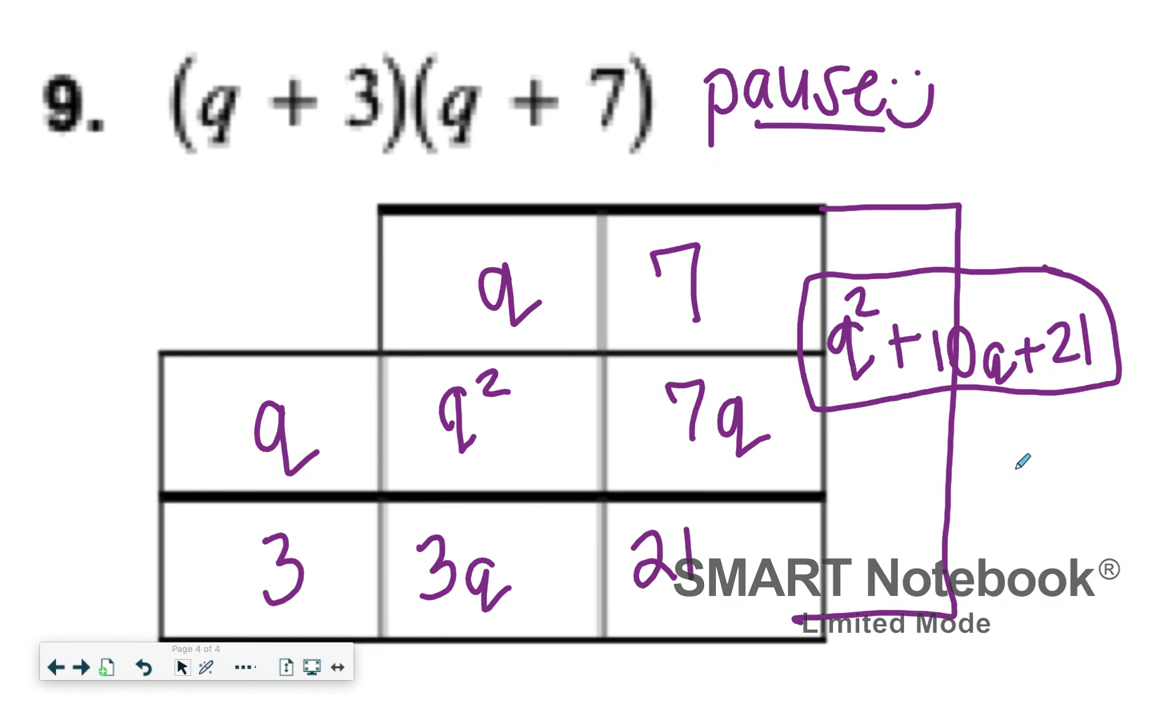 9. (q + 3)(q + 7) pause :)
q 7
q² + 10q + 21
q q² 7q
3 3q 21
SMART Notebook®
Limited Mode
Page 4 of 4